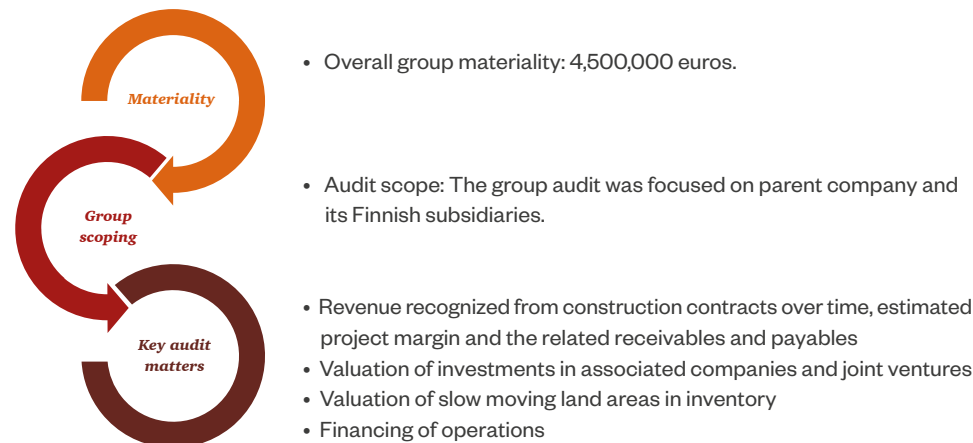 Materiality
• Overall group materiality: 4,500,000 euros.
Group
scoping
• Audit scope: The group audit was focused on parent company and
its Finnish subsidiaries.
Key audit
matters
• Revenue recognized from construction contracts over time, estimated
project margin and the related receivables and payables
• Valuation of investments in associated companies and joint ventures
• Valuation of slow moving land areas in inventory
• Financing of operations